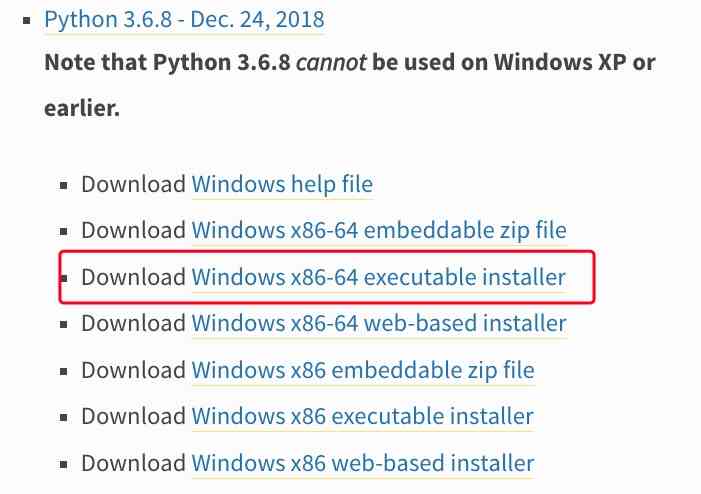 Python 3.6.8 - Dec. 24, 2018
Note that Python 3.6.8 cannot be used on Windows XP or
earlier.
Download Windows help file
Download Windows x86-64 embeddable zip file
Download Windows x86-64 executable installer
Download Windows x86-64 web-based installer
Download Windows x86 embeddable zip file
Download Windows x86 executable installer
Download Windows x86 web-based installer